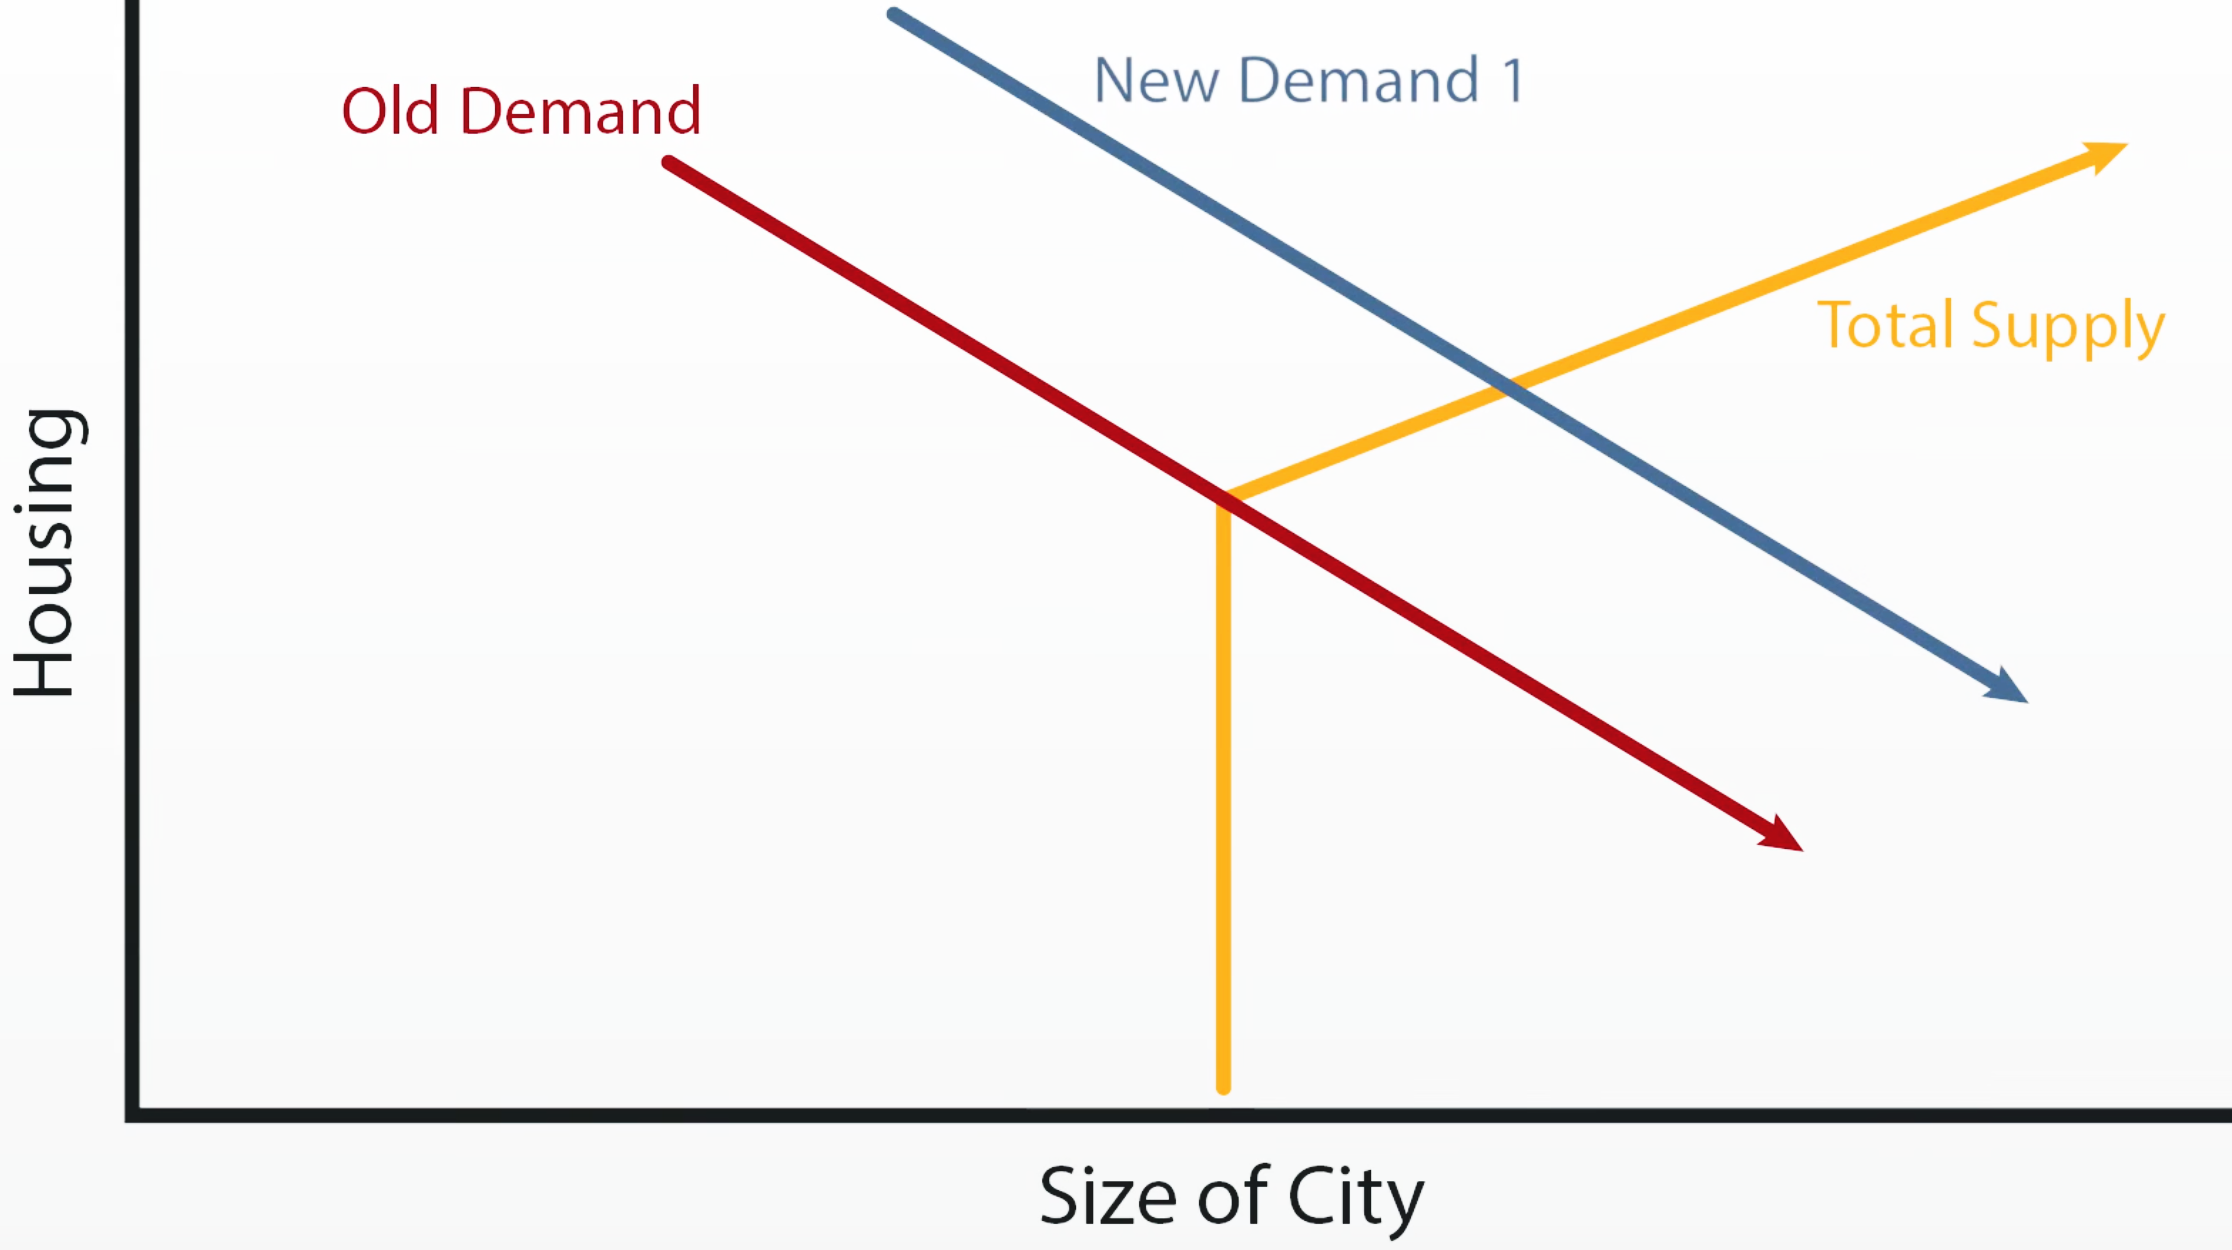 New Demand 1
Old Demand
Total Supply
Housing
Size of City